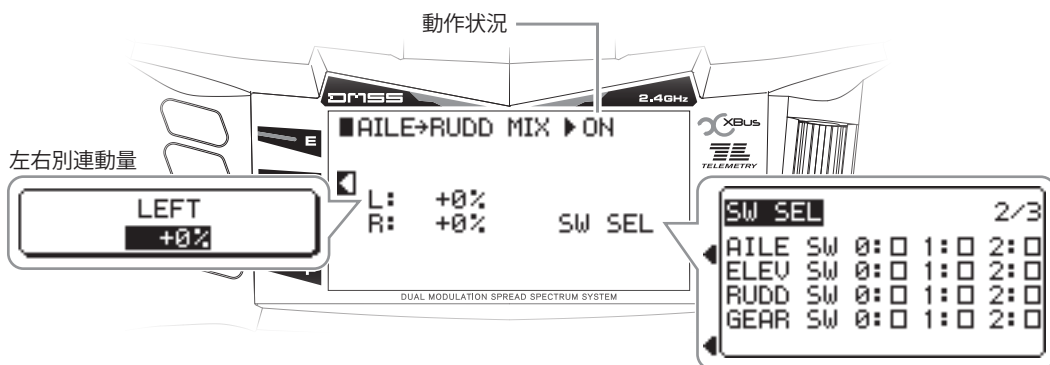 動作状況
DMSS
2.4GHz
■AILE→RUDD MIX ▶ON
XBus
TELEMETRY
E
左右別連動量
LEFT
+0%
L: +0%
R: +0%
SW SEL
SW SEL 2/3
AILE SW 0:□ 1:□ 2:□
ELEV SW 0:□ 1:□ 2:□
RUDD SW 0:□ 1:□ 2:□
GEAR SW 0:□ 1:□ 2:□
DUAL MODULATION SPREAD SPECTRUM SYSTEM